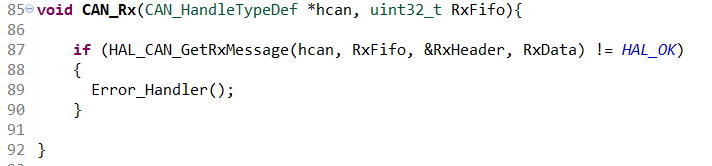 85 void CAN_Rx(CAN_HandleTypeDef *hcan, uint32_t RxFifo){
86
87 if (HAL_CAN_GetRxMessage(hcan, RxFifo, &RxHeader, RxData) != HAL_OK)
88 {
89 Error_Handler();
90 }
91
92 }